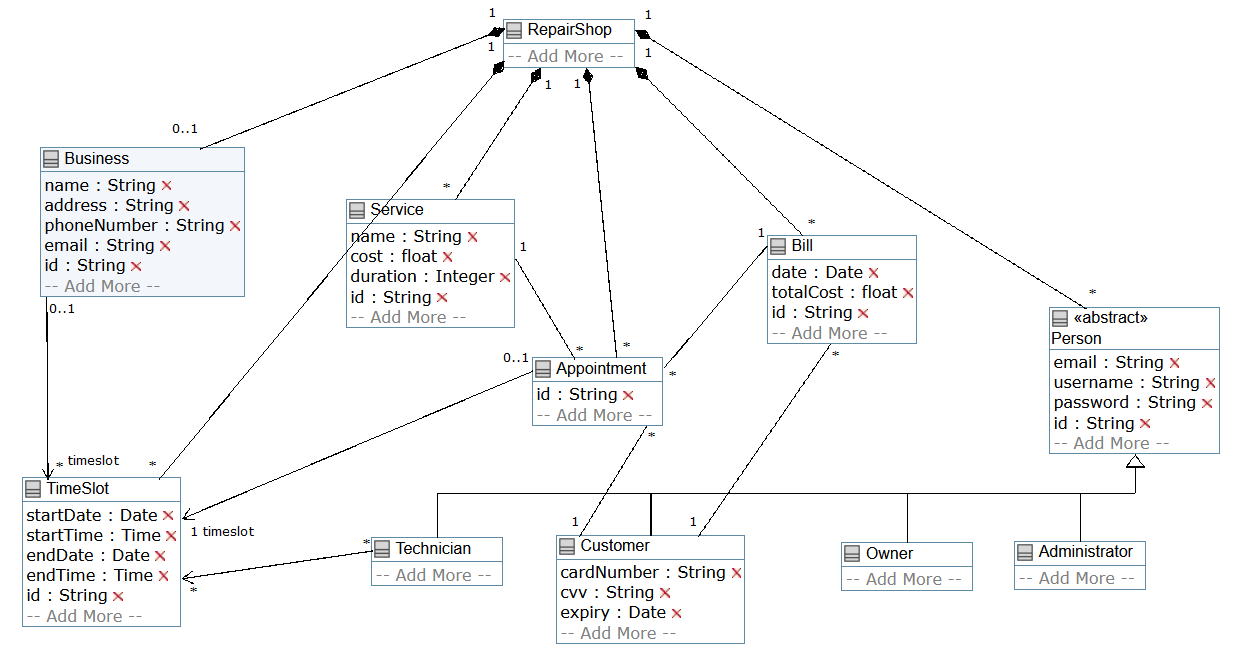 1
RepairShop
1
1
-- Add More --
1
1
1
0..1
Business
name : String
address : String
phoneNumber : String
email : String
id : String
-- Add More --
0..1
*
Service
name : String
cost : float
duration : Integer
id : String
-- Add More --
1
*
1
Bill
date : Date
totalCost : float
id : String
-- Add More --
*
*
«abstract»
Person
email : String
username : String
password : String
id : String
-- Add More --
*
*
0..1
Appointment
id : String
-- Add More --
*
*
* timeslot
*
TimeSlot
startDate : Date
startTime : Time
endDate : Date
endTime : Time
id : String
-- Add More --
1 timeslot
*
*
Technician
-- Add More --
1
1
Customer
cardNumber : String
cvv : String
expiry : Date
-- Add More --
Owner
-- Add More --
Administrator
-- Add More --